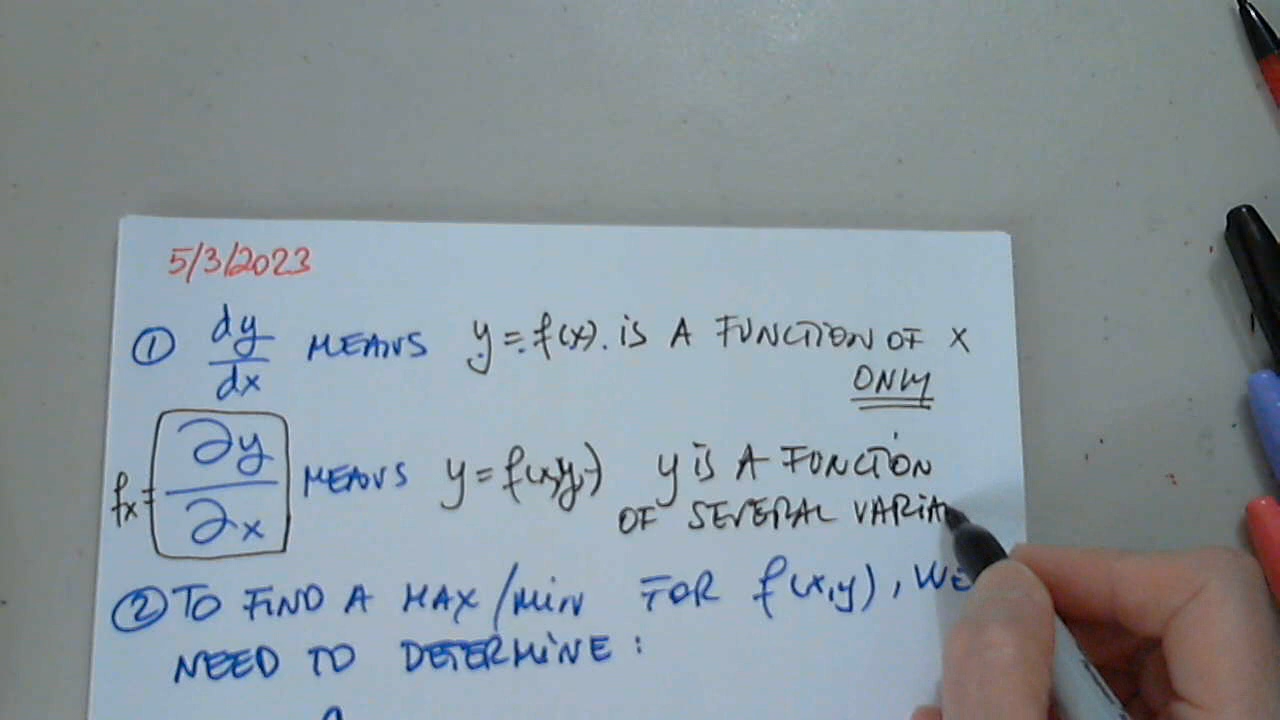 5/3/2023
① dy/dx MEANS y = f(x). is A FUNCTION OF X
ONLY
fx = ∂y/∂x MEANS y = f(x,y,) y is A FUNCTION
OF SEVERAL VARIA
② TO FIND A MAX/MIN FOR f(x,y), WE
NEED TO DETERMINE: